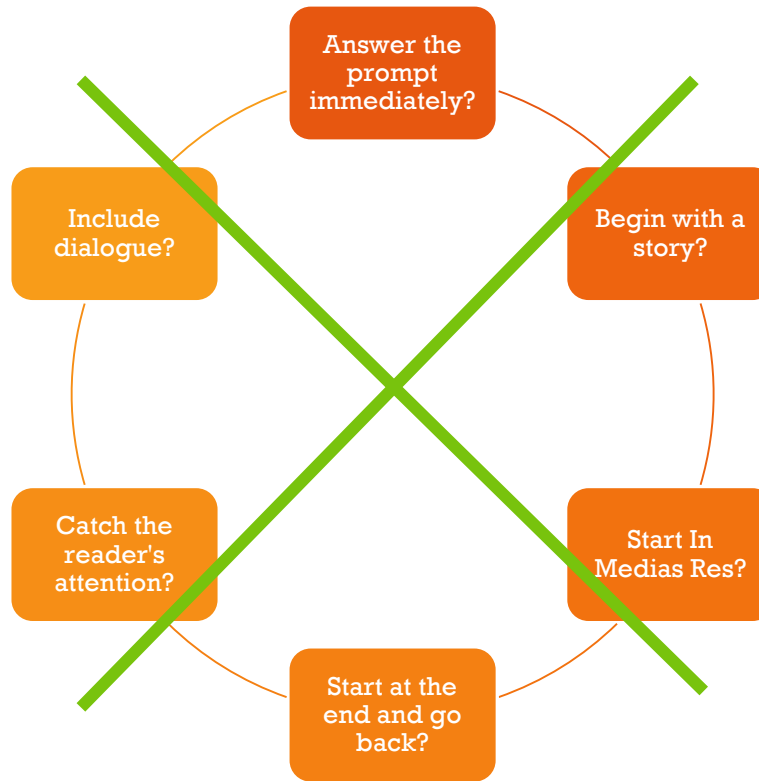 Answer the
prompt
immediately?
Begin with a
story?
Start In
Medias Res?
Start at the
end and go
back?
Catch the
reader's
attention?
Include
dialogue?